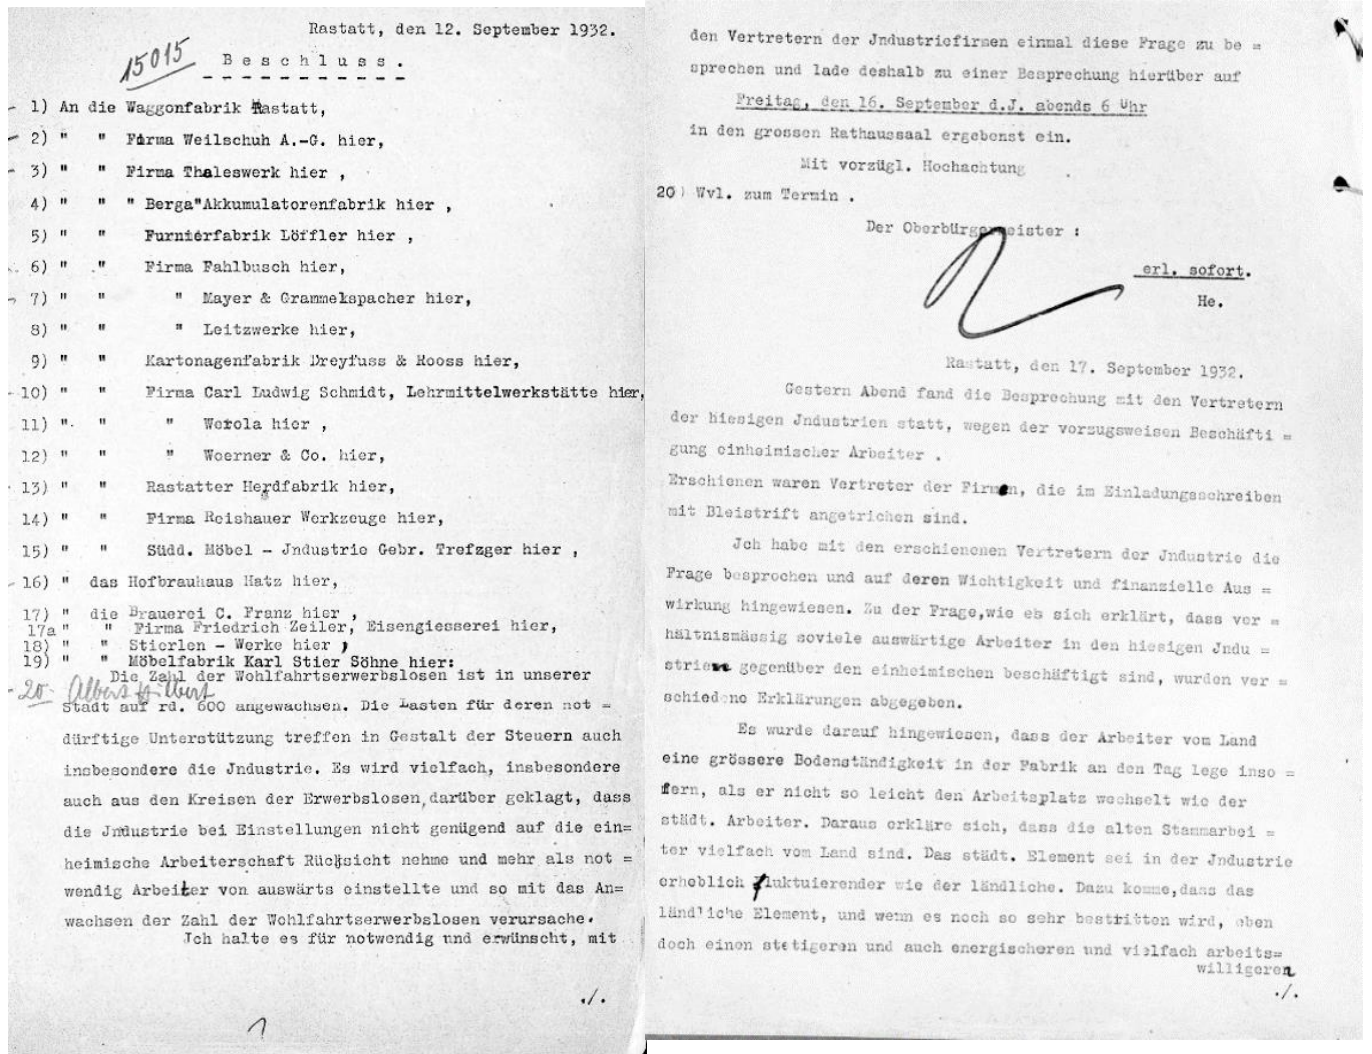 Rastatt, den 12. September 1932.
15015
Beschluss.
1) An die Waggonfabrik Rastatt,
2) " " Firma Weilschuh A.-G. hier,
3) " " Firma Thaleswerk hier ,
4) " " " Berga"Akkumulatorenfabrik hier ,
5) " " Furnierfabrik Löffler hier ,
6) " " Firma Fahlbusch hier,
7) " " " Mayer & Grammelspacher hier,
8) " " " Leitzwerke hier,
9) " " Kartonagenfabrik Dreyfuss & Rooss hier,
10) " " Firma Carl Ludwig Schmidt, Lehrmittelwerkstätte hier,
11) " " " Werola hier ,
12) " " " Woerner & Co. hier,
13) " " Rastatter Herdfabrik hier,
14) " " Firma Reishauer Werkzeuge hier,
15) " " Südd. Möbel - Jndustrie Gebr. Trefzger hier ,
16) " das Hofbrauhaus Hatz hier,
17) " die Brauerei C. Franz hier ,
17a " " Firma Friedrich Zeiler, Eisengiesserei hier,
18) " " Stierlen - Werke hier ,
19) " " Möbelfabrik Karl Stier Söhne hier:
20. Albert Hilbert
Die Zahl der Wohlfahrtserwerbslosen ist in unserer
Stadt auf rd. 600 angewachsen. Die Lasten für deren not =
dürftige Unterstützung treffen in Gestalt der Steuern auch
insbesondere die Jndustrie. Es wird vielfach, insbesondere
auch aus den Kreisen der Erwerbslosen,darüber geklagt, dass
die Jndustrie bei Einstellungen nicht genügend auf die ein=
heimische Arbeiterschaft Rücksicht nehme und mehr als not =
wendig Arbeiter von auswärts einstellte und so mit das An=
wachsen der Zahl der Wohlfahrtserwerbslosen verursache.
Jch halte es für notwendig und erwünscht, mit
./.
den Vertretern der Jndustriefirmen einmal diese Frage zu be =
sprechen und lade deshalb zu einer Besprechung hierüber auf
Freitag, den 16. September d.J. abends 6 Uhr
in den grossen Rathaussaal ergebenst ein.
Mit vorzügl. Hochachtung
20) Wvl. zum Termin .
Der Oberbürgermeister :
erl. sofort.
He.
Rastatt, den 17. September 1932.
Gestern Abend fand die Besprechung mit den Vertretern
der hiesigen Jndustrien statt, wegen der vorzugsweisen Beschäfti =
gung einheimischer Arbeiter .
Erschienen waren Vertreter der Firmen, die im Einladungsschreiben
mit Bleistrift angetrichen sind.
Jch habe mit den erschienenen Vertretern der Jndustrie die
Frage besprochen und auf deren Wichtigkeit und finanzielle Aus =
wirkung hingewiesen. Zu der Frage,wie es sich erklärt, dass ver =
hältnismässig soviele auswärtige Arbeiter in den hiesigen Jndu =
strien gegenüber den einheimischen beschäftigt sind, wurden ver =
schiedene Erklärungen abgegeben.
Es wurde darauf hingewiesen, dass der Arbeiter vom Land
eine grössere Bodenständigkeit in der Fabrik an den Tag lege inso =
fern, als er nicht so leicht den Arbeitsplatz wechselt wie der
städt. Arbeiter. Daraus erkläre sich, dass die alten Stammarbei =
ter vielfach vom Land sind. Das städt. Element sei in der Jndustrie
erheblich fluktuierender wie der ländliche. Dazu komme,dass das
ländliche Element, und wenn es noch so sehr bestritten wird, eben
doch einen stetigeren und auch energischeren und vielfach arbeits=
willigeren
./.